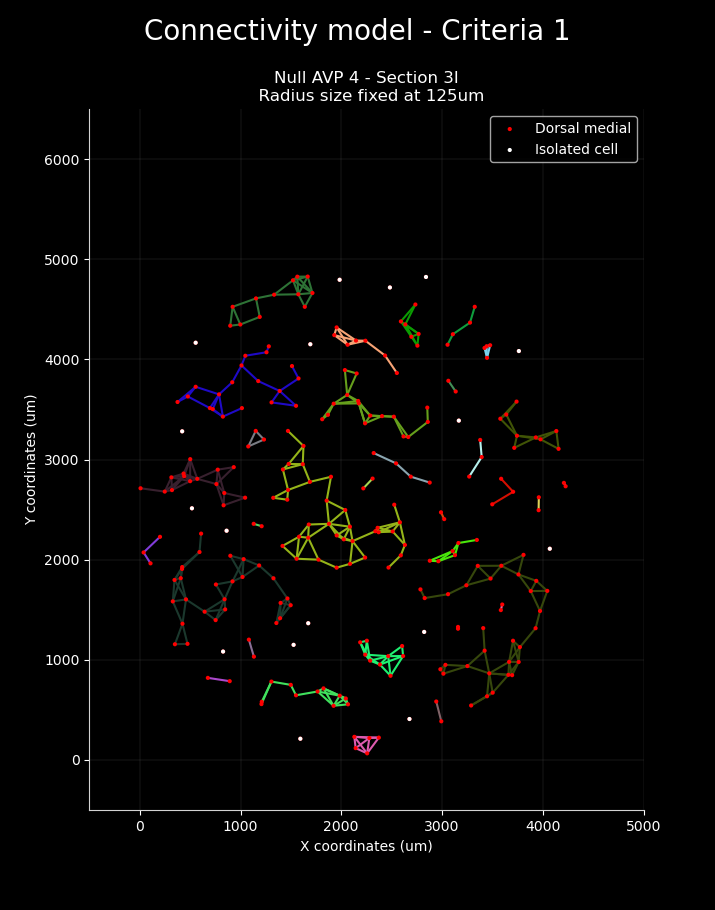 Connectivity model - Criteria 1
Null AVP 4 - Section 3I
Radius size fixed at 125um
Dorsal medial
Isolated cell
6000
5000
4000
3000
2000
1000
0
Y coordinates (um)
0 1000 2000 3000 4000 5000
X coordinates (um)